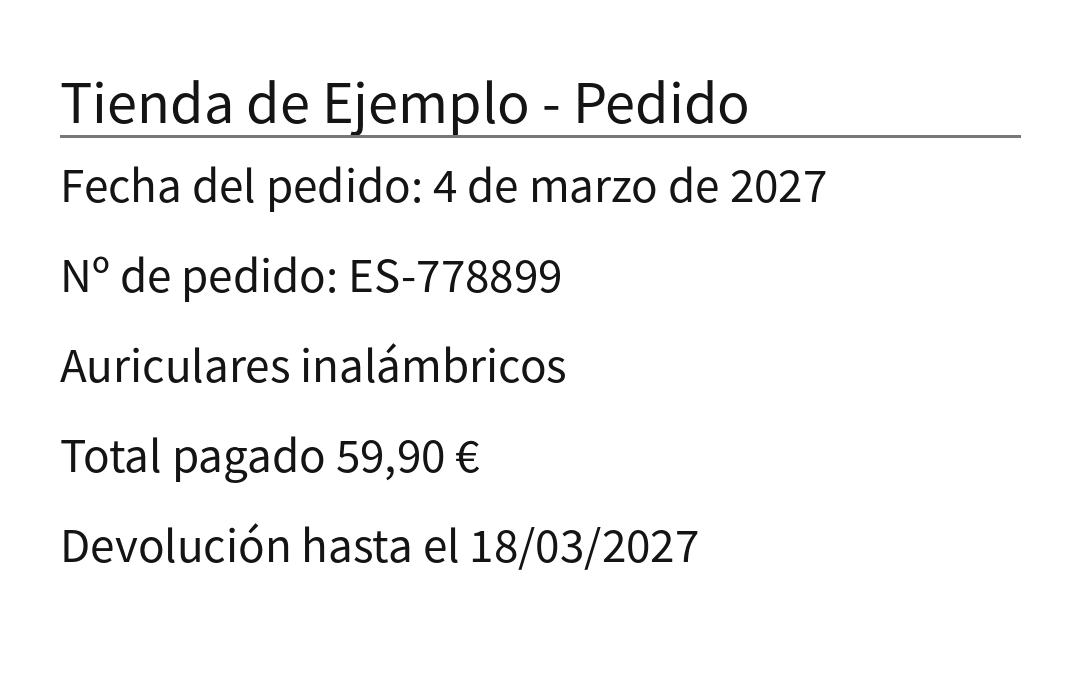 Tienda de Ejemplo - Pedido
Fecha del pedido: 4 de marzo de 2027
Nº de pedido: ES-778899
Auriculares inalámbricos
Total pagado 59,90 €
Devolución hasta el 18/03/2027